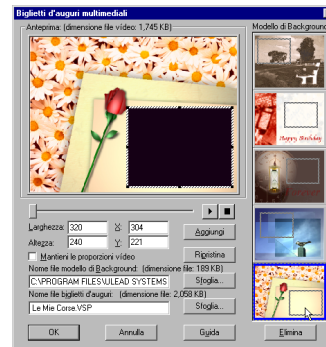 Biglietti d'auguri multimediali
Anteprima: (dimensione file vídeo: 1,745 KB)
Modello di Background
Happy Birthday
Larghezza: 320 X: 304
Altezza: 240 Y: 221
Aggiungi
Mantieni le proporzioni vídeo
Ripristina
Nome file modello di Background: (dimensione file: 189 KB)
C:\PROGRAM FILES\ULEAD SYSTEMS
Sfoglia...
Nome file biglietti d'auguri: (dimensione file: 2,058 KB)
Le Mie Corse.VSP
Sfoglia...
OK
Annulla
Guida
Elimina